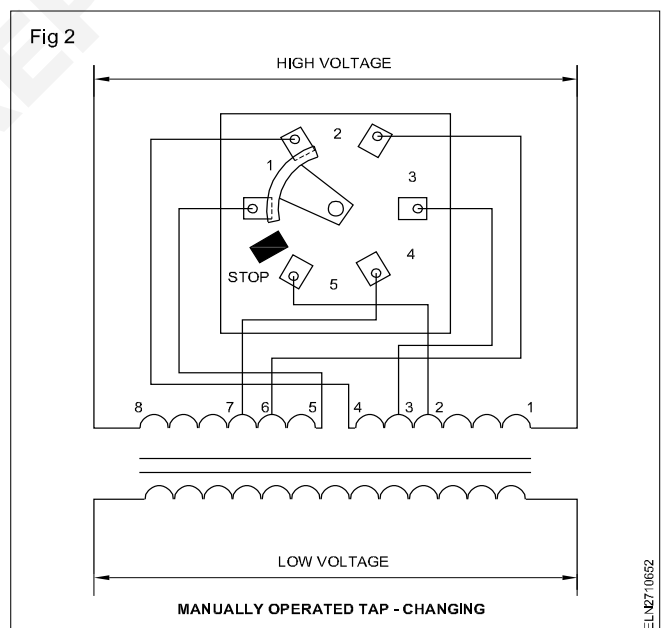 Fig 2
HIGH VOLTAGE
2
1
3
4
STOP
5
8 7 6 5 4 3 2 1
LOW VOLTAGE
MANUALLY OPERATED TAP - CHANGING
ELN2710652